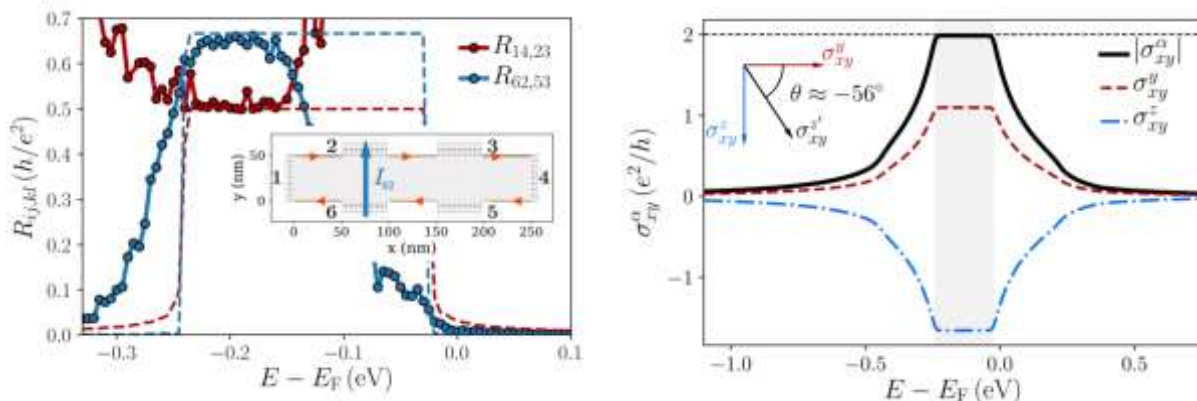 R_{ij,kl} (h/e²)
0.7
0.6
0.5
0.4
0.3
0.2
0.1
0.0
R_{14,23}
R_{62,53}
y (nm)
50
0
1
2
3
4
5
6
I_{62}
0 50 100 150 200 250
x (nm)
−0.3 −0.2 −0.1 0.0 0.1
E − E_F (eV)
σ^α_{xy} (e²/h)
2
1
0
−1
σ^y_{xy}
σ^z_{xy}
σ^{z'}_{xy}
θ ≈ −56°
|σ^α_{xy}|
σ^y_{xy}
σ^z_{xy}
−1.0 −0.5 0.0 0.5
E − E_F (eV)